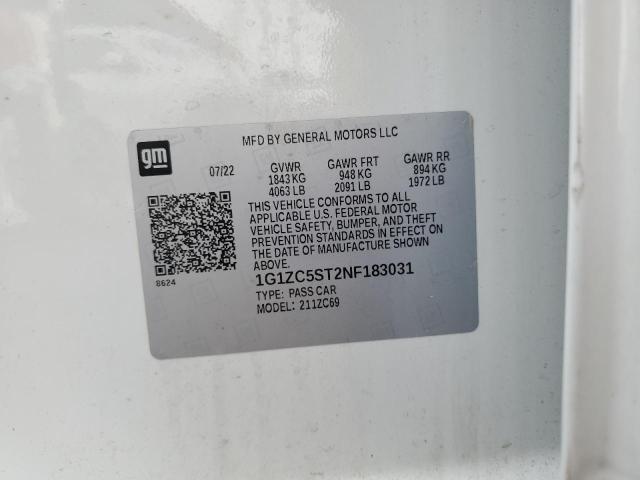 gm
MFD BY GENERAL MOTORS LLC
07/22 GVWR GAWR FRT GAWR RR
1843 KG 948 KG 894 KG
4063 LB 2091 LB 1972 LB
THIS VEHICLE CONFORMS TO ALL
APPLICABLE U.S. FEDERAL MOTOR
VEHICLE SAFETY, BUMPER, AND THEFT
PREVENTION STANDARDS IN EFFECT ON
THE DATE OF MANUFACTURE SHOWN
ABOVE.
8624
1G1ZC5ST2NF183031
TYPE: PASS CAR
MODEL: 211ZC69